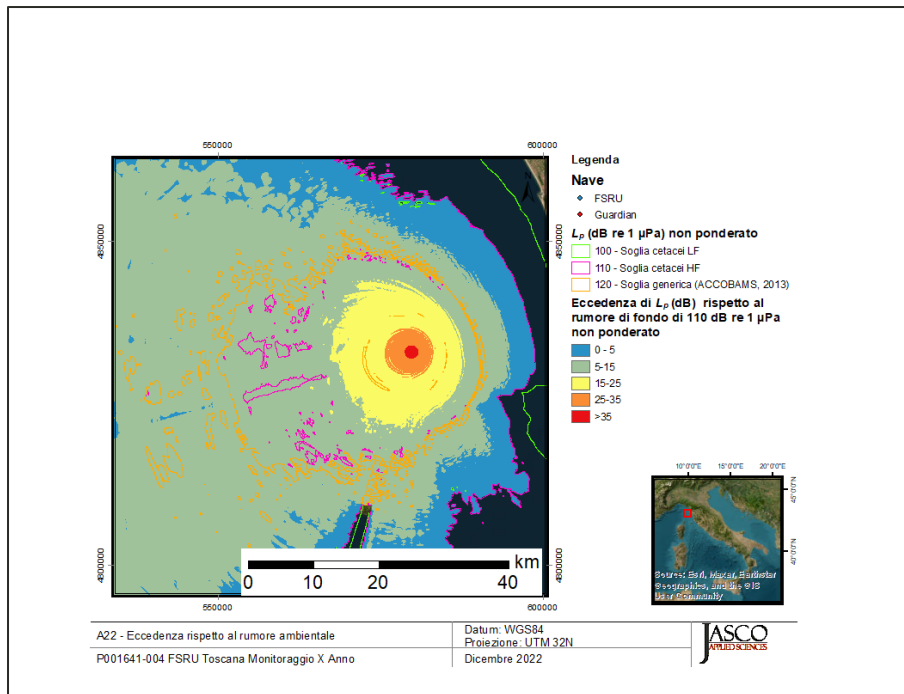 550000
600000
Legenda
Nave
FSRU
Guardian
Lp (dB re 1 µPa) non ponderato
100 - Soglia cetacei LF
110 - Soglia cetacei HF
120 - Soglia generica (ACCOBAMS, 2013)
Eccedenza di Lp (dB) rispetto al
rumore di fondo di 110 dB re 1 µPa
non ponderato
0 - 5
5-15
15-25
25-35
>35
N
4850000
4850000
4800000
4800000
km
0 10 20 40
550000
600000
10°0'0"E 15°0'0"E 20°0'0"E
45°0'0"N
40°0'0"N
Source: Esri, Maxar, Earthstar
Geographics, and the GIS
User Community
A22 - Eccedenza rispetto al rumore ambientale
Datum: WGS84
Proiezione: UTM 32N
P001641-004 FSRU Toscana Monitoraggio X Anno
Dicembre 2022
JASCO
APPLIED SCIENCES